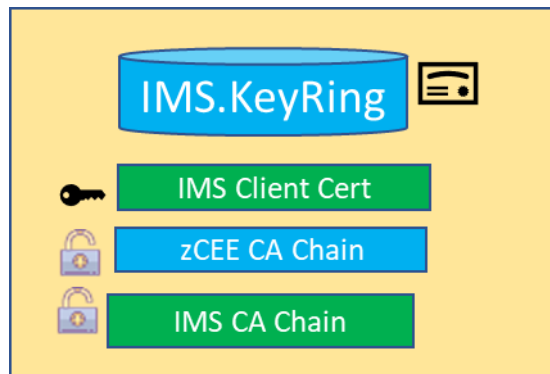 IMS.KeyRing
IMS Client Cert
zCEE CA Chain
IMS CA Chain